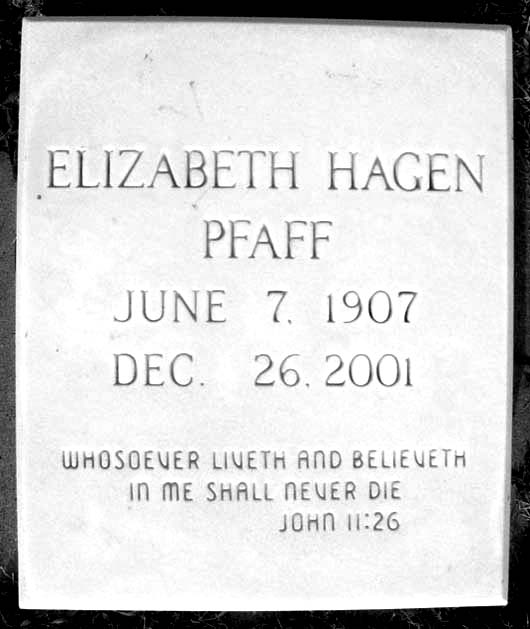 ELIZABETH HAGEN
PFAFF
JUNE 7, 1907
DEC. 26, 2001
WHOSOEVER LIVETH AND BELIEVETH
IN ME SHALL NEVER DIE
JOHN 11:26